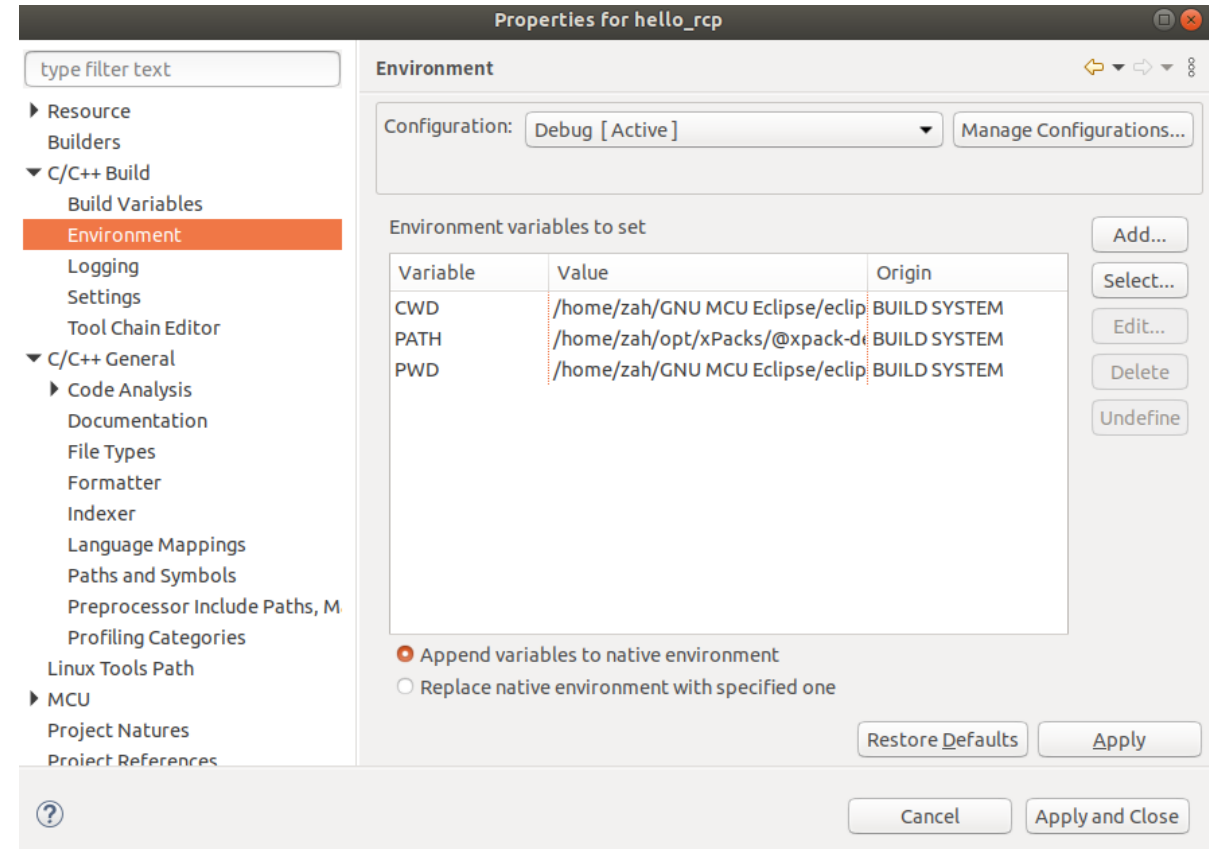 Properties for hello_rcp
type filter text
Resource
Builders
C/C++ Build
Build Variables
Environment
Logging
Settings
Tool Chain Editor
C/C++ General
Code Analysis
Documentation
File Types
Formatter
Indexer
Language Mappings
Paths and Symbols
Preprocessor Include Paths, M
Profiling Categories
Linux Tools Path
MCU
Project Natures
Project References
Environment
Configuration: Debug [ Active ] Manage Configurations...
Environment variables to set
Variable Value Origin
CWD /home/zah/GNU MCU Eclipse/eclip BUILD SYSTEM
PATH /home/zah/opt/xPacks/@xpack-de BUILD SYSTEM
PWD /home/zah/GNU MCU Eclipse/eclip BUILD SYSTEM
Add...
Select...
Edit...
Delete
Undefine
Append variables to native environment
Replace native environment with specified one
Restore Defaults Apply
? Cancel Apply and Close